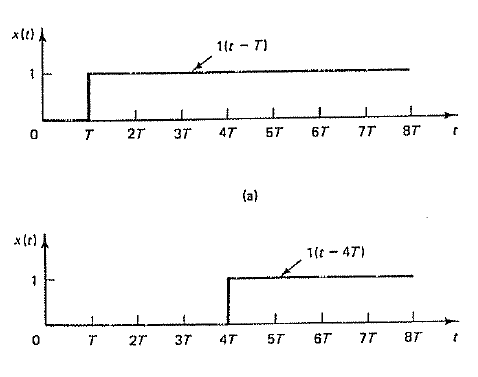 x(t)
1(t − T)
1
0 T 2T 3T 4T 5T 6T 7T 8T t
(a)
x(t)
1(t − 4T)
1
0 T 2T 3T 4T 5T 6T 7T 8T t